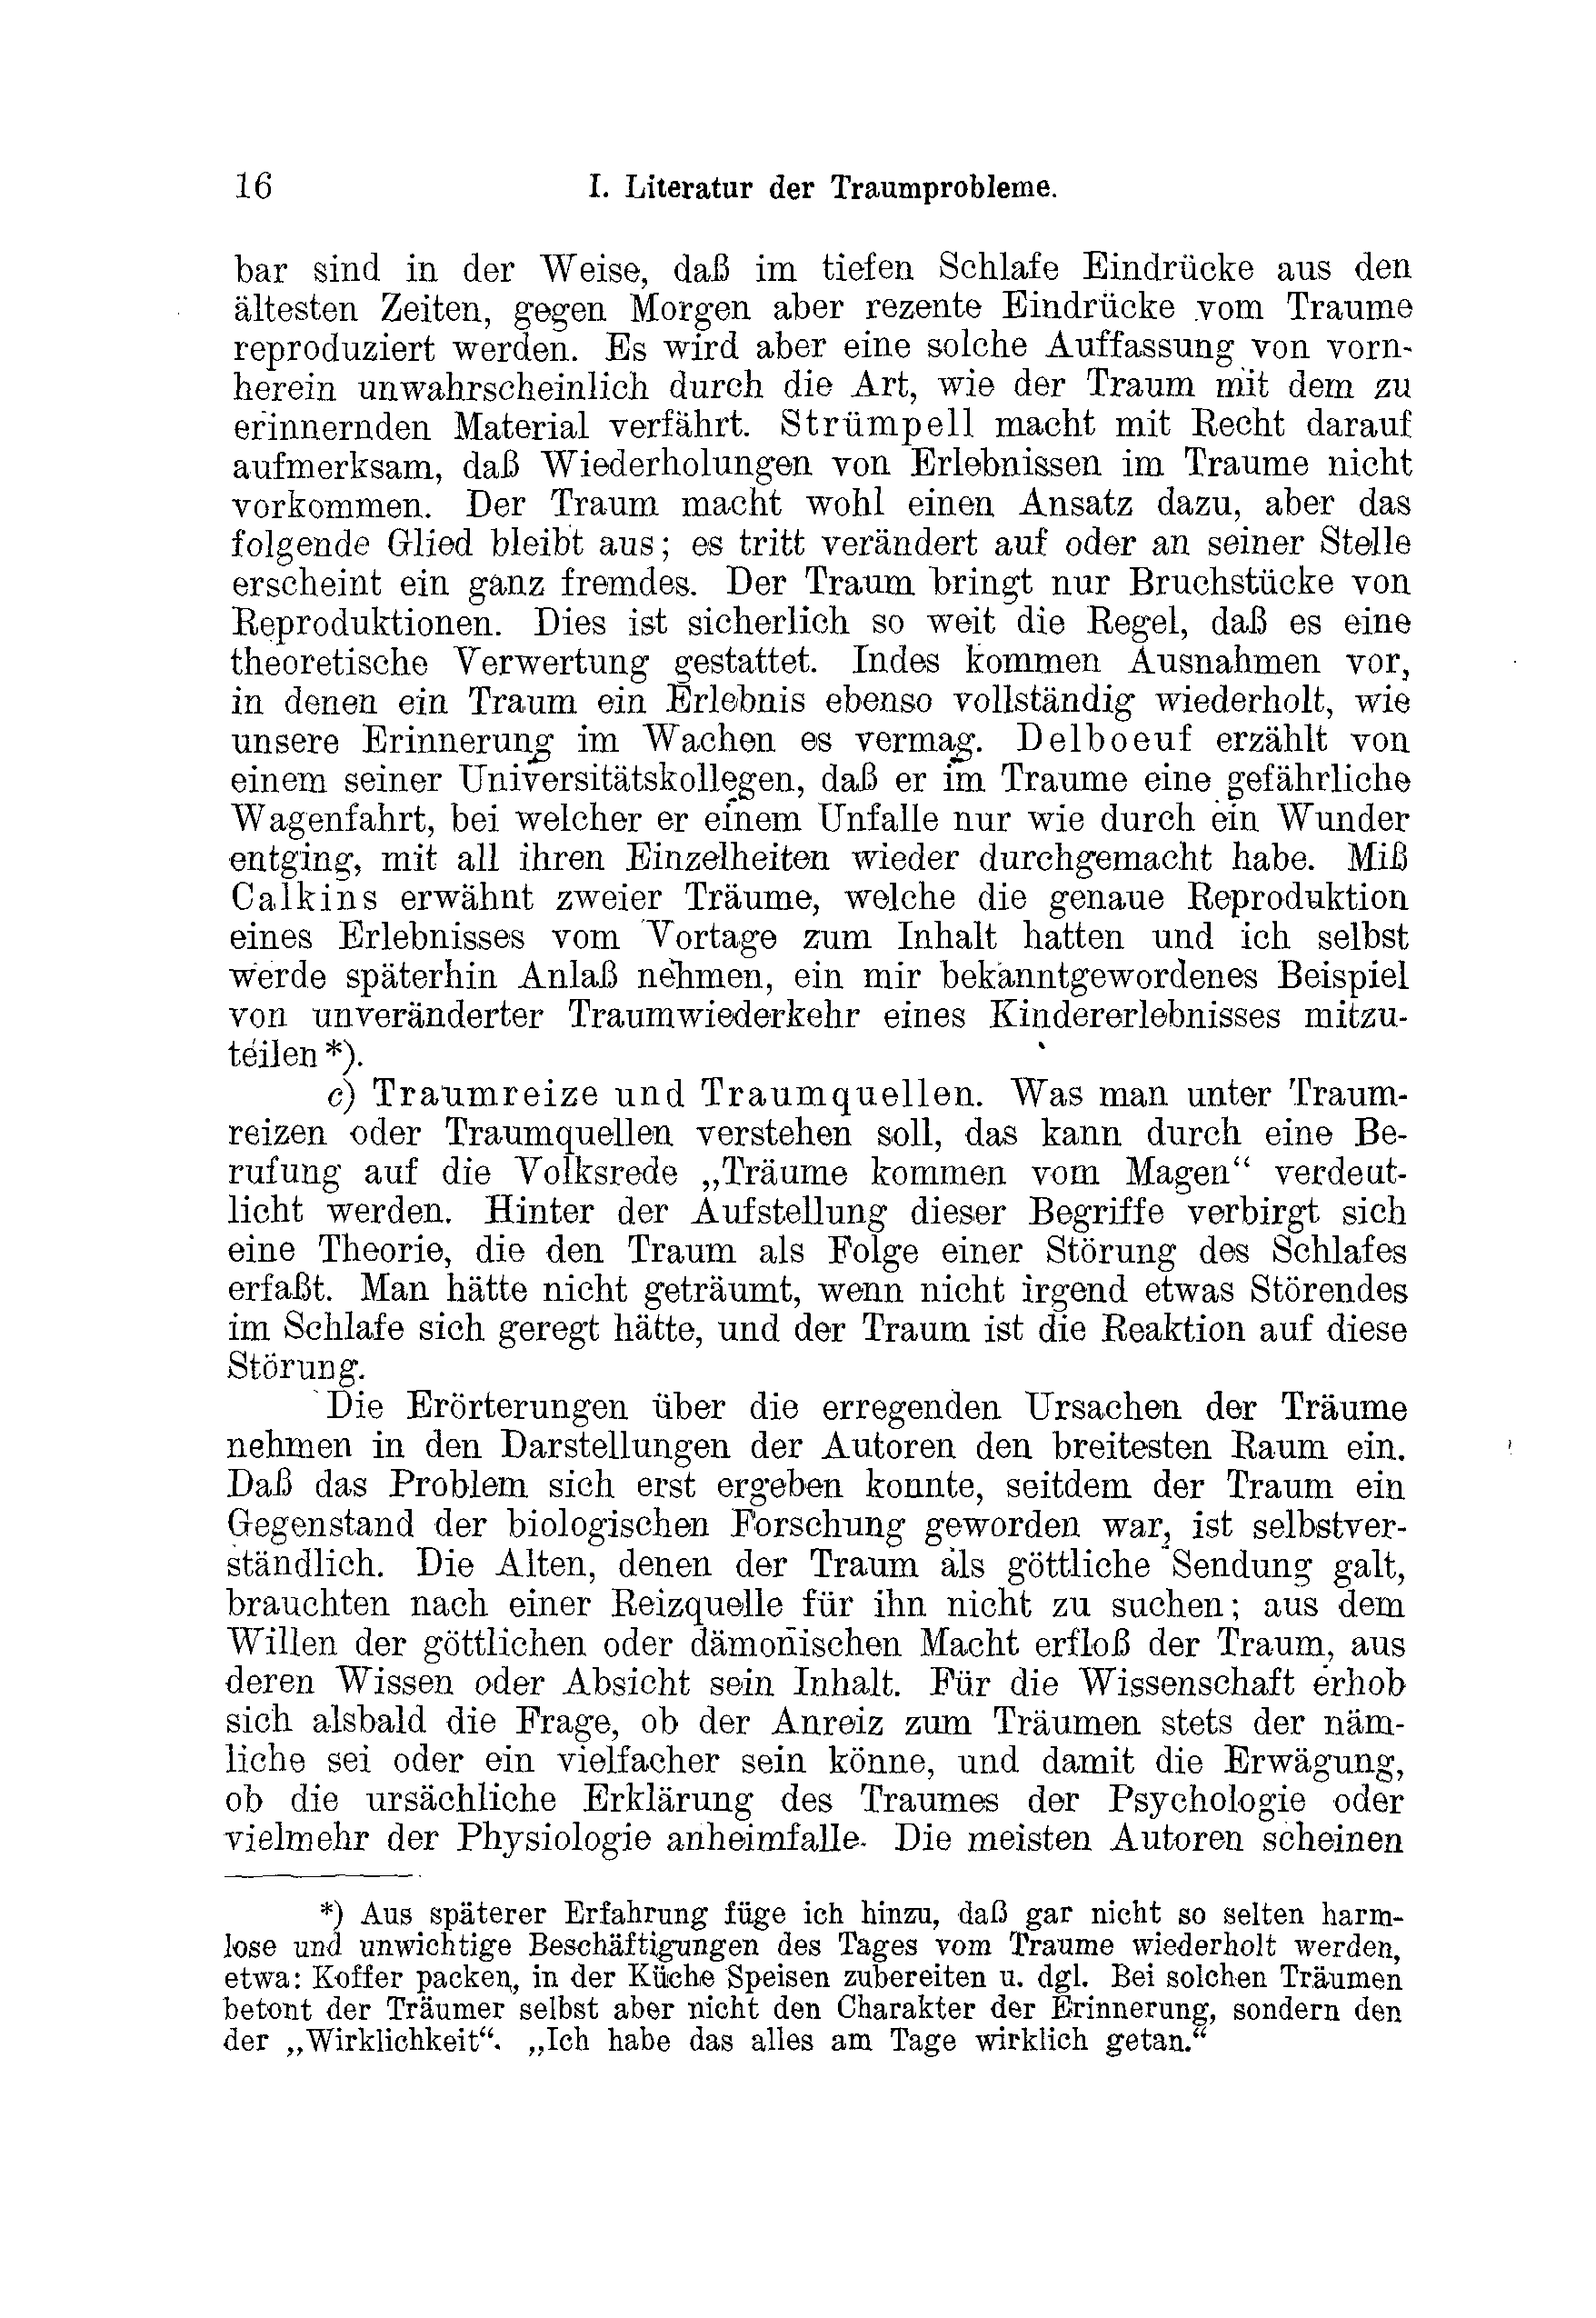 16 I. Literatur der Traumprobleme.
bar sind in der Weise, daß im tiefen Schlafe Eindrücke aus den
ältesten Zeiten, gegen Morgen aber rezente Eindrücke vom Traume
reproduziert werden. Es wird aber eine solche Auffassung von vorn-
herein unwahrscheinlich durch die Art, wie der Traum mit dem zu
erinnernden Material verfährt. Strümpell macht mit Recht darauf
aufmerksam, daß Wiederholungen von Erlebnissen im Traume nicht
vorkommen. Der Traum macht wohl einen Ansatz dazu, aber das
folgende Glied bleibt aus; es tritt verändert auf oder an seiner Stelle
erscheint ein ganz fremdes. Der Traum bringt nur Bruchstücke von
Reproduktionen. Dies ist sicherlich so weit die Regel, daß es eine
theoretische Verwertung gestattet. Indes kommen Ausnahmen vor,
in denen ein Traum ein Erlebnis ebenso vollständig wiederholt, wie
unsere Erinnerung im Wachen es vermag. Delboeuf erzählt von
einem seiner Universitätskollegen, daß er im Traume eine gefährliche
Wagenfahrt, bei welcher er einem Unfalle nur wie durch ein Wunder
entging, mit all ihren Einzelheiten wieder durchgemacht habe. Miß
Calkins erwähnt zweier Träume, welche die genaue Reproduktion
eines Erlebnisses vom Vortage zum Inhalt hatten und ich selbst
werde späterhin Anlaß nehmen, ein mir bekanntgewordenes Beispiel
von unveränderter Traumwiederkehr eines Kindererlebnisses mitzu-
teilen*).
c) Traumreize und Traumquellen. Was man unter Traum-
reizen oder Traumquellen verstehen soll, das kann durch eine Be-
rufung auf die Volksrede „Träume kommen vom Magen“ verdeut-
licht werden. Hinter der Aufstellung dieser Begriffe verbirgt sich
eine Theorie, die den Traum als Folge einer Störung des Schlafes
erfaßt. Man hätte nicht geträumt, wenn nicht irgend etwas Störendes
im Schlafe sich geregt hätte, und der Traum ist die Reaktion auf diese
Störung.
Die Erörterungen über die erregenden Ursachen der Träume
nehmen in den Darstellungen der Autoren den breitesten Raum ein.
Daß das Problem sich erst ergeben konnte, seitdem der Traum ein
Gegenstand der biologischen Forschung geworden war, ist selbstver-
ständlich. Die Alten, denen der Traum als göttliche Sendung galt,
brauchten nach einer Reizquelle für ihn nicht zu suchen; aus dem
Willen der göttlichen oder dämonischen Macht erfloß der Traum, aus
deren Wissen oder Absicht sein Inhalt. Für die Wissenschaft erhob
sich alsbald die Frage, ob der Anreiz zum Träumen stets der näm-
liche sei oder ein vielfacher sein könne, und damit die Erwägung,
ob die ursächliche Erklärung des Traumes der Psychologie oder
vielmehr der Physiologie anheimfalle. Die meisten Autoren scheinen
*) Aus späterer Erfahrung füge ich hinzu, daß gar nicht so selten harm-
lose und unwichtige Beschäftigungen des Tages vom Traume wiederholt werden,
etwa: Koffer packen, in der Küche Speisen zubereiten u. dgl. Bei solchen Träumen
betont der Träumer selbst aber nicht den Charakter der Erinnerung, sondern den
der „Wirklichkeit“. „Ich habe das alles am Tage wirklich getan.“